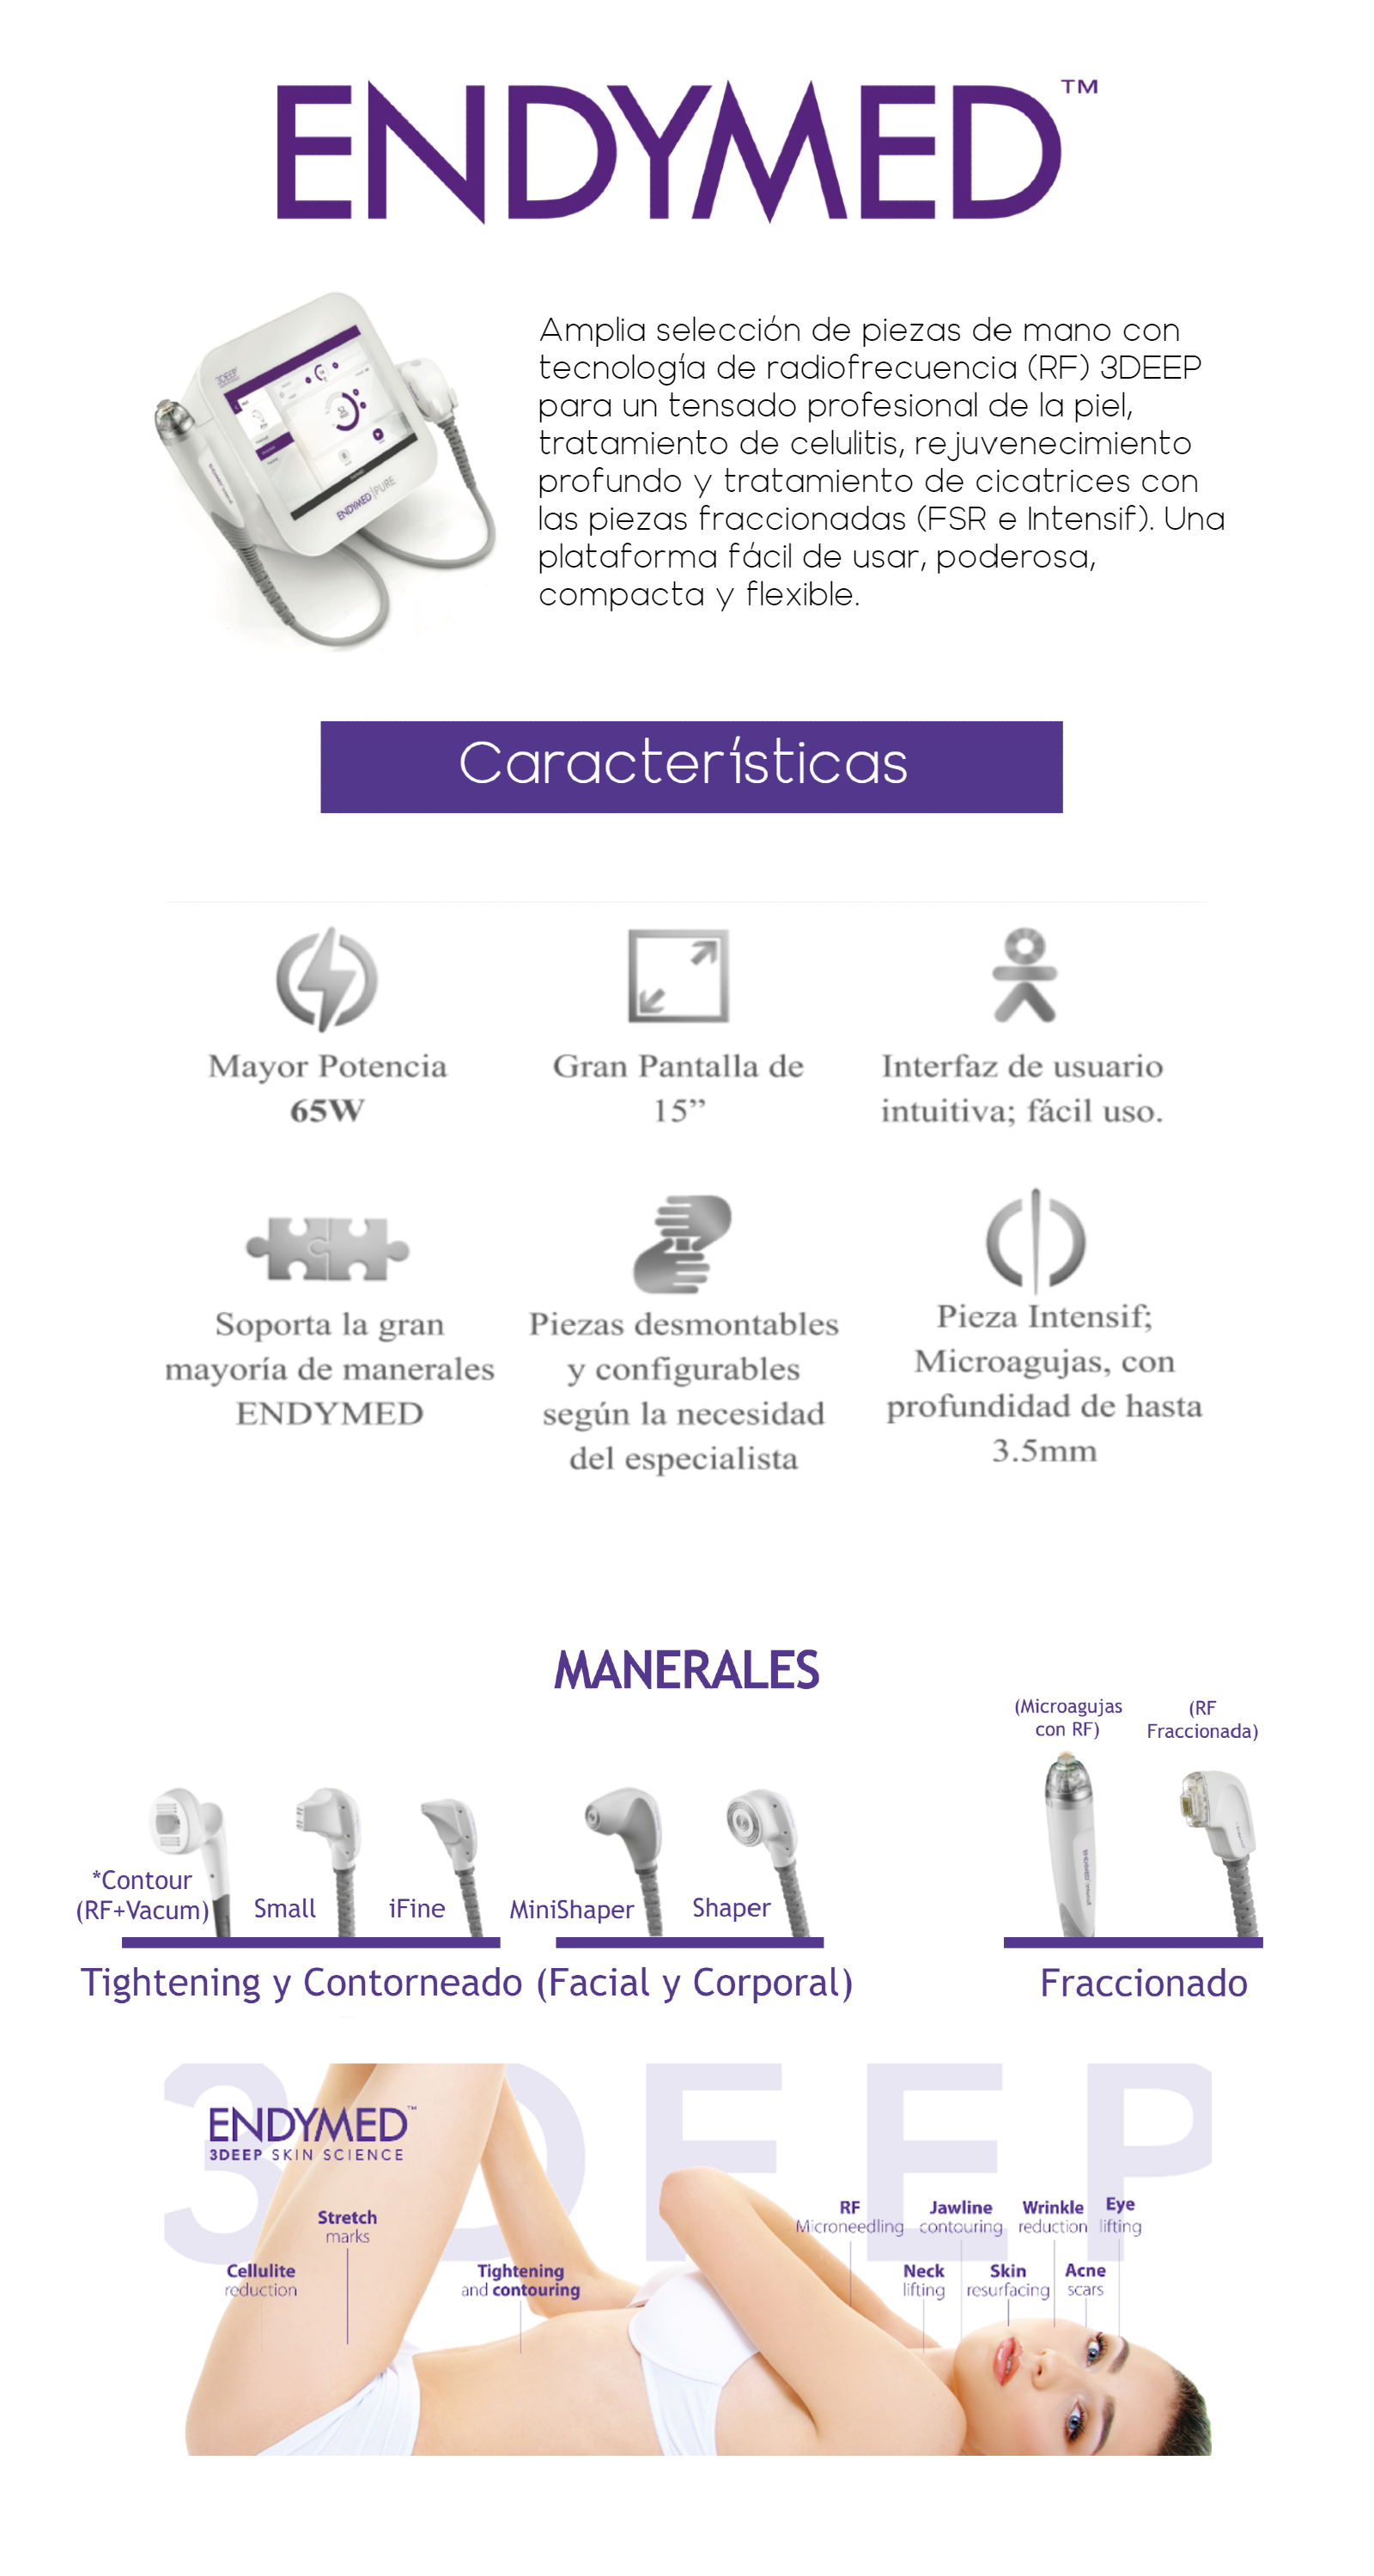 ENDYMED™
3DEEP
ENDYMED|PURE
Amplia selección de piezas de mano con
tecnología de radiofrecuencia (RF) 3DEEP
para un tensado profesional de la piel,
tratamiento de celulitis, rejuvenecimiento
profundo y tratamiento de cicatrices con
las piezas fraccionadas (FSR e Intensif). Una
plataforma fácil de usar, poderosa,
compacta y flexible.
Características
Mayor Potencia
65W
Gran Pantalla de
15”
Interfaz de usuario
intuitiva; fácil uso.
Soporta la gran
mayoría de manerales
ENDYMED
Piezas desmontables
y configurables
según la necesidad
del especialista
Pieza Intensif;
Microagujas, con
profundidad de hasta
3.5mm
MANERALES
(Microagujas
con RF)
(RF
Fraccionada)
*Contour
(RF+Vacum)
Small
iFine
MiniShaper
Shaper
Tightening y Contorneado (Facial y Corporal)
Fraccionado
3DEEP
ENDYMED™
3DEEP SKIN SCIENCE
Stretch
marks
Cellulite
reduction
Tightening
and contouring
RF
Microneedling
Jawline
contouring
Wrinkle
reduction
Eye
lifting
Neck
lifting
Skin
resurfacing
Acne
scars